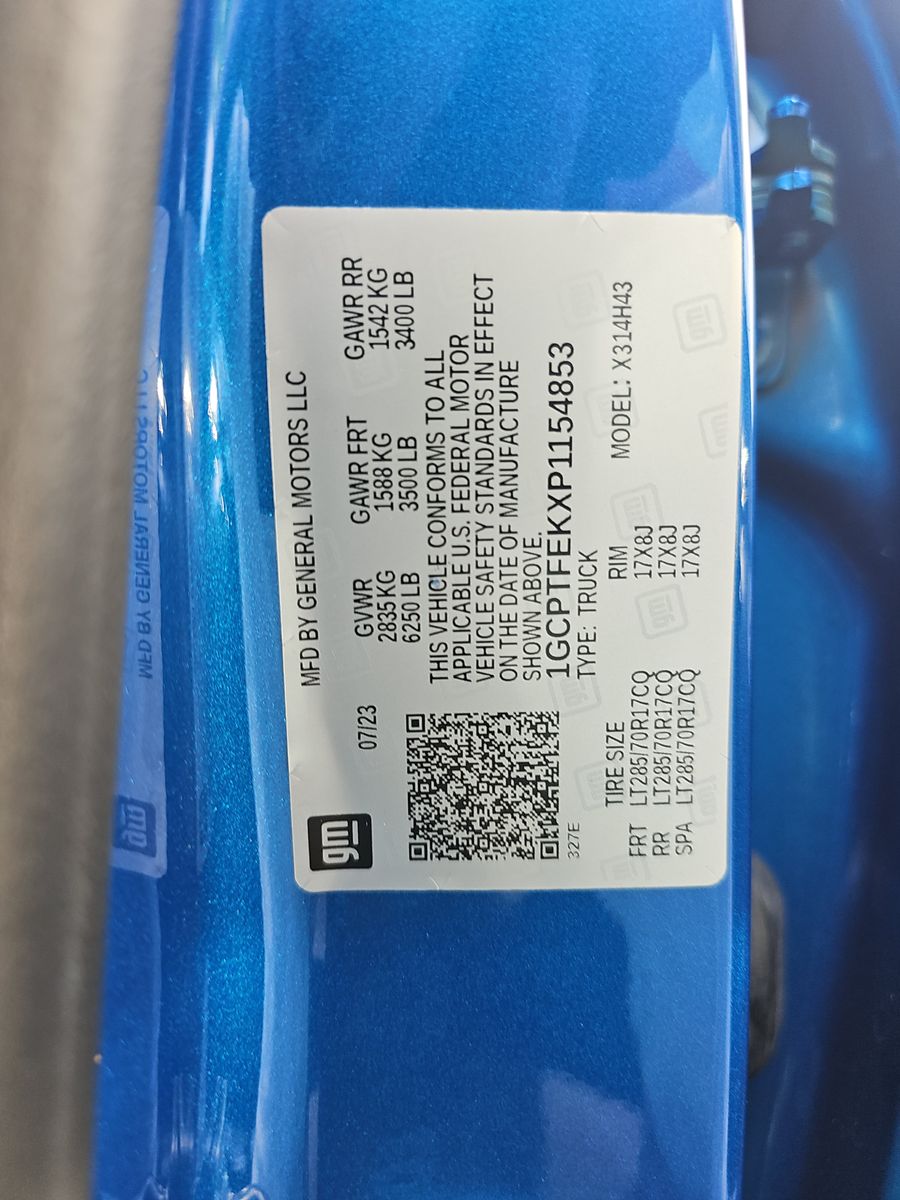 gm
MFD BY GENERAL MOTORS LLC
07/23
GVWR GAWR FRT GAWR RR
2835 KG 1588 KG 1542 KG
6250 LB 3500 LB 3400 LB
THIS VEHICLE CONFORMS TO ALL
APPLICABLE U.S. FEDERAL MOTOR
VEHICLE SAFETY STANDARDS IN EFFECT
ON THE DATE OF MANUFACTURE
SHOWN ABOVE.
1GCPTFEKXP1154853
327E
TYPE: TRUCK
TIRE SIZE RIM MODEL: X314H43
FRT LT285/70R17CQ 17X8J
RR LT285/70R17CQ 17X8J
SPA LT285/70R17CQ 17X8J